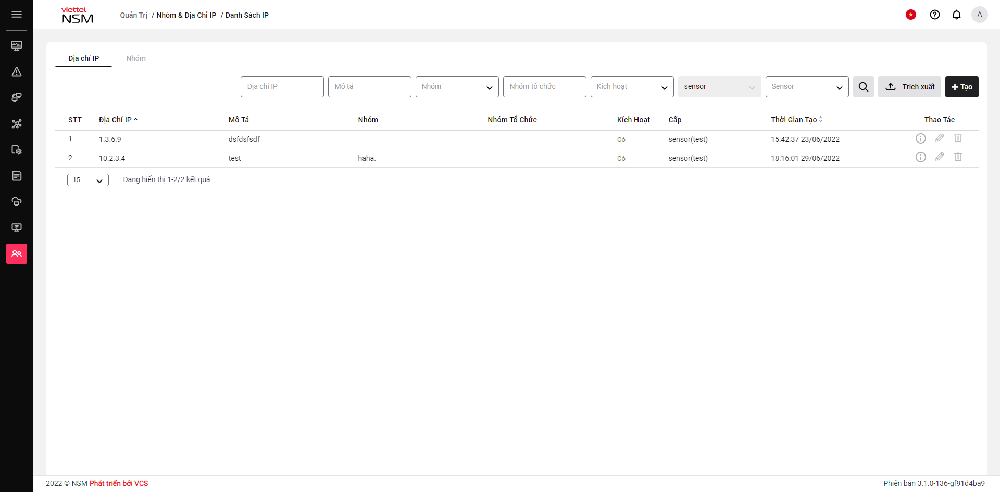 viettel
NSM
Quản Trị / Nhóm & Địa Chỉ IP / Danh Sách IP
A
Địa chỉ IP Nhóm
Địa chỉ IP Mô tả Nhóm Nhóm tổ chức Kích hoạt sensor Sensor Trích xuất + Tạo
STT Địa Chỉ IP Mô Tả Nhóm Nhóm Tổ Chức Kích Hoạt Cấp Thời Gian Tạo Thao Tác
1 1.3.6.9 dsfdsfsdf Có sensor(test) 15:42:37 23/06/2022
2 10.2.3.4 test haha. Có sensor(test) 18:16:01 29/06/2022
15 Đang hiển thị 1-2/2 kết quả
2022 © NSM Phát triển bởi VCS Phiên bản 3.1.0-136-gf91d4ba9